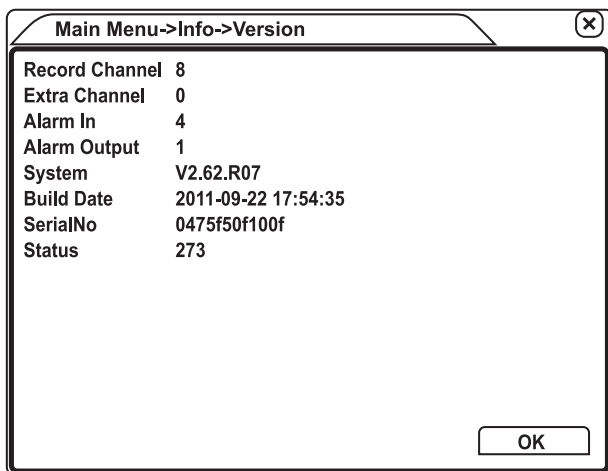 Main Menu->Info->Version
Record Channel 8
Extra Channel 0
Alarm In 4
Alarm Output 1
System V2.62.R07
Build Date 2011-09-22 17:54:35
SerialNo 0475f50f100f
Status 273
OK